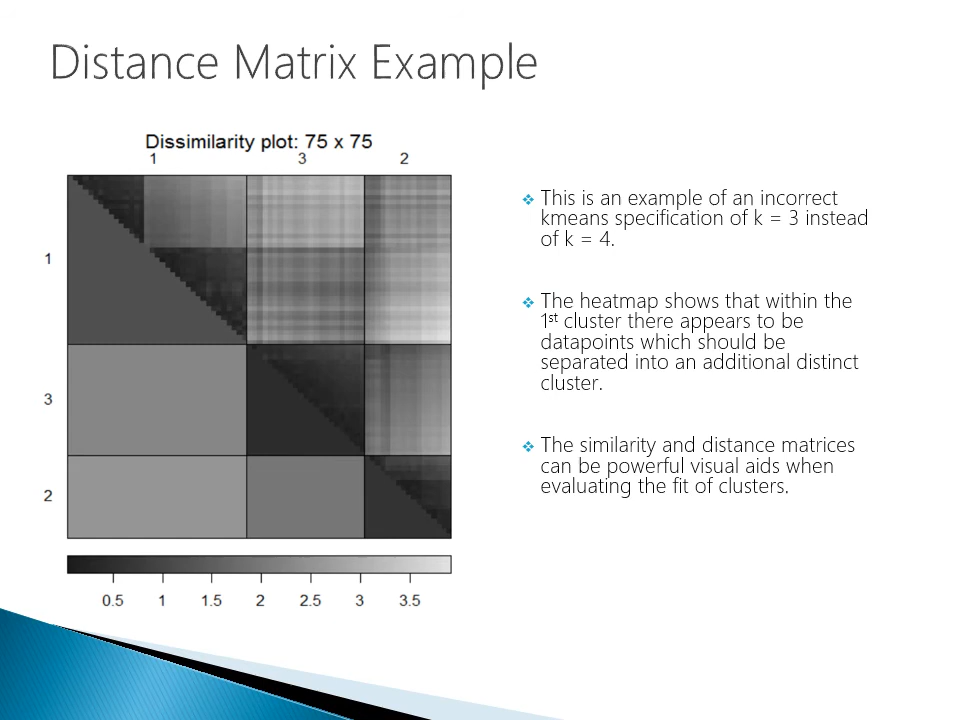 Distance Matrix Example
Dissimilarity plot: 75 x 75
1 3 2
1
3
2
0.5 1 1.5 2 2.5 3 3.5
This is an example of an incorrect
kmeans specification of k = 3 instead
of k = 4.
The heatmap shows that within the
1st cluster there appears to be
datapoints which should be
separated into an additional distinct
cluster.
The similarity and distance matrices
can be powerful visual aids when
evaluating the fit of clusters.